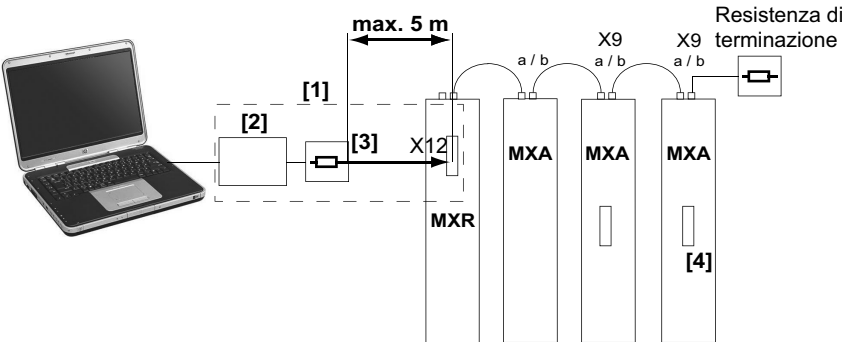 max. 5 m
Resistenza di
terminazione
X9
X9
a / b
a / b
a / b
[1]
[2]
[3]
X12
MXA
MXA
MXA
MXR
[4]